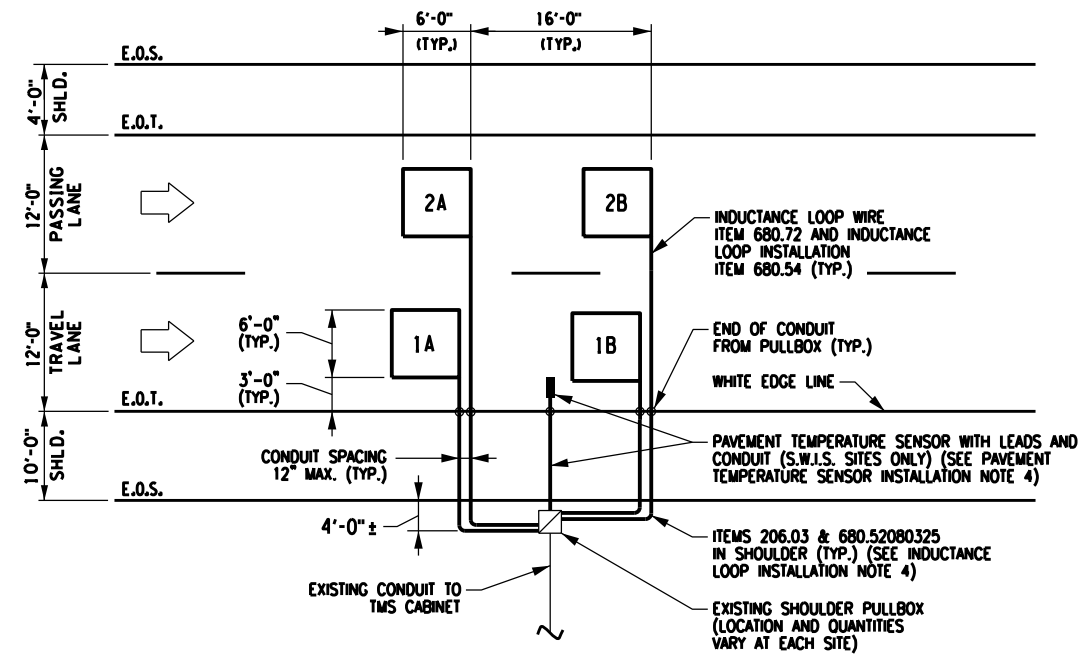 6'-0"
(TYP.)
16'-0"
(TYP.)
E.O.S.
4'-0"
SHLD.
E.O.T.
12'-0"
PASSING
LANE
2A
2B
INDUCTANCE LOOP WIRE
ITEM 680.72 AND INDUCTANCE
LOOP INSTALLATION
ITEM 680.54 (TYP.)
12'-0"
TRAVEL
LANE
6'-0"
(TYP.)
1A
1B
END OF CONDUIT
FROM PULLBOX (TYP.)
3'-0"
(TYP.)
WHITE EDGE LINE
E.O.T.
10'-0"
SHLD.
CONDUIT SPACING
12" MAX. (TYP.)
PAVEMENT TEMPERATURE SENSOR WITH LEADS AND
CONDUIT (S.W.I.S. SITES ONLY) (SEE PAVEMENT
TEMPERATURE SENSOR INSTALLATION NOTE 4)
E.O.S.
4'-0" ±
ITEMS 206.03 & 680.52080325
IN SHOULDER (TYP.) (SEE INDUCTANCE
LOOP INSTALLATION NOTE 4)
EXISTING CONDUIT TO
TMS CABINET
EXISTING SHOULDER PULLBOX
(LOCATION AND QUANTITIES
VARY AT EACH SITE)